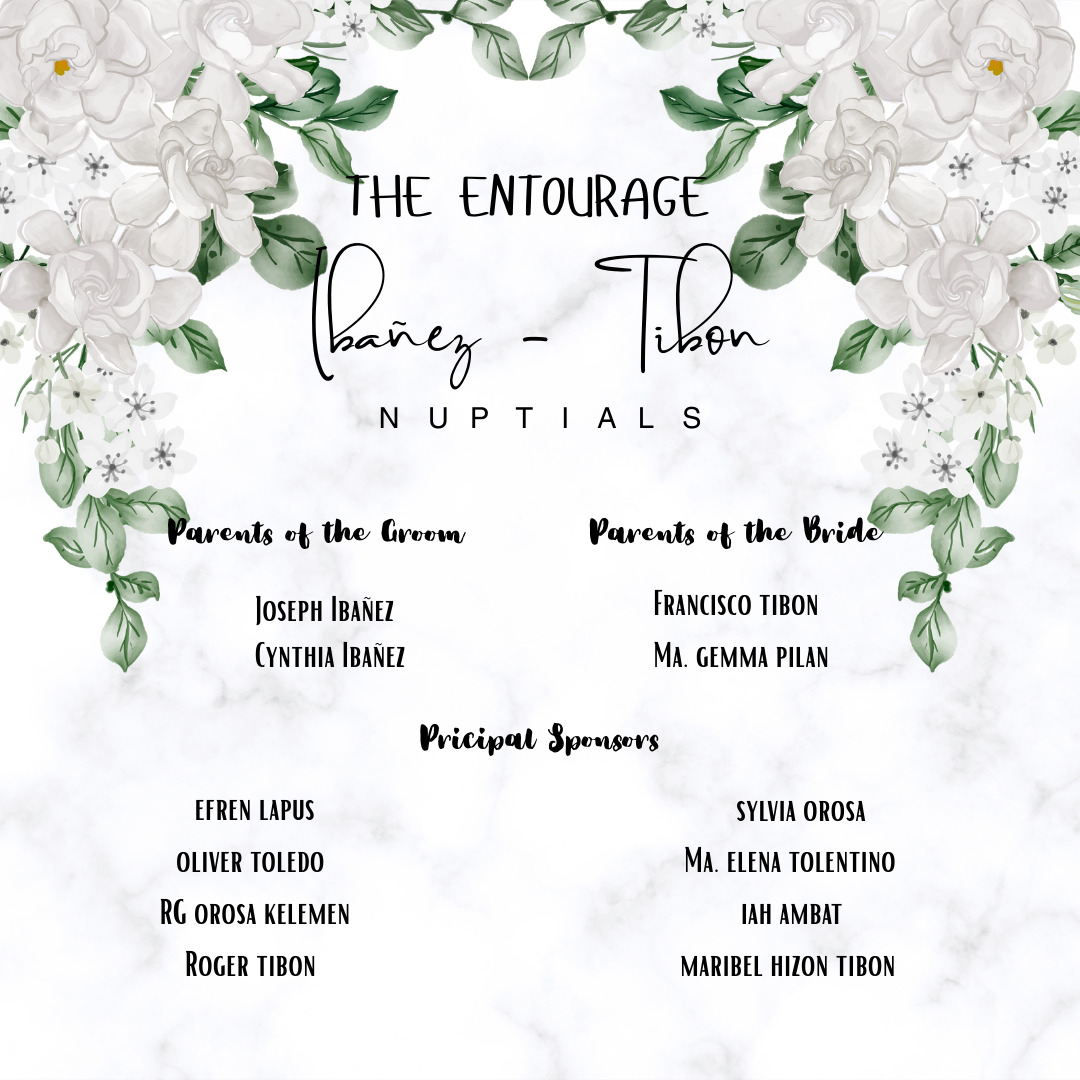 THE ENTOURAGE
Ibañez - Tibon
NUPTIALS
Parents of the Groom
Joseph Ibañez
Cynthia Ibañez
Parents of the Bride
Francisco tibon
Ma. gemma pilan
Pricipal Sponsors
efren lapus
oliver toledo
RG orosa kelemen
Roger tibon
sylvia orosa
Ma. elena tolentino
iah ambat
maribel hizon tibon